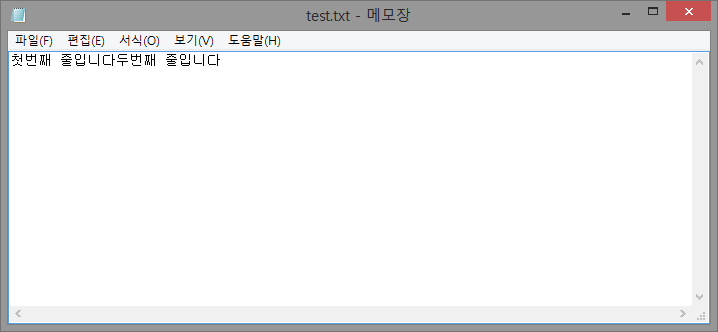 test.txt - 메모장
파일(F) 편집(E) 서식(O) 보기(V) 도움말(H)
첫번째 줄입니다두번째 줄입니다